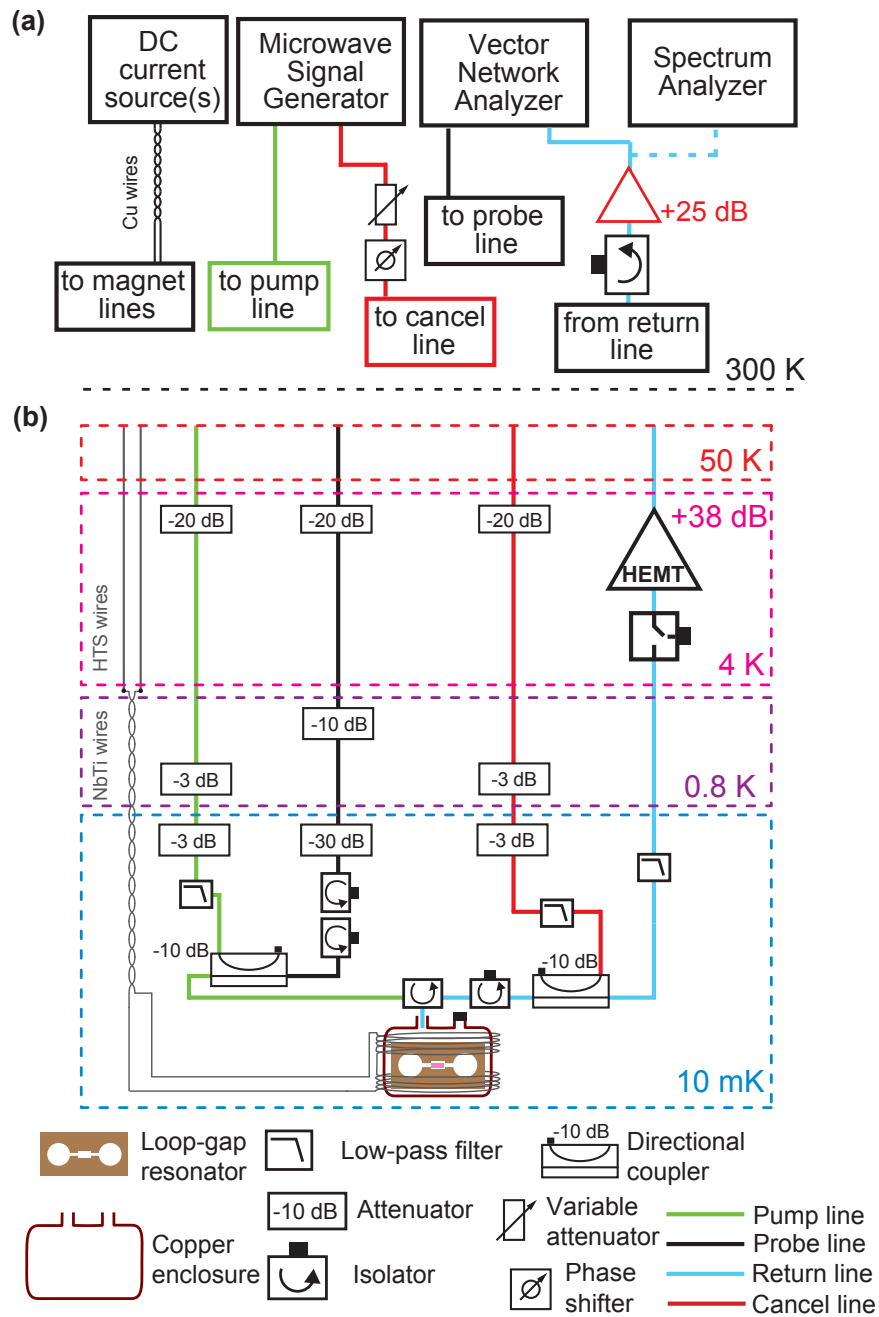 (a)
DC
current
source(s)
Microwave
Signal
Generator
Vector
Network
Analyzer
Spectrum
Analyzer
Cu wires
+25 dB
to probe
line
to magnet
lines
to pump
line
to cancel
line
from return
line
300 K
(b)
50 K
-20 dB
-20 dB
-20 dB
+38 dB
HEMT
HTS wires
4 K
NbTi wires
-10 dB
-3 dB
-3 dB
0.8 K
-3 dB
-30 dB
-3 dB
-10 dB
-10 dB
10 mK
Loop-gap
resonator
Low-pass filter
-10 dB
Directional
coupler
Copper
enclosure
-10 dB
Attenuator
Isolator
Variable
attenuator
Phase
shifter
Pump line
Probe line
Return line
Cancel line